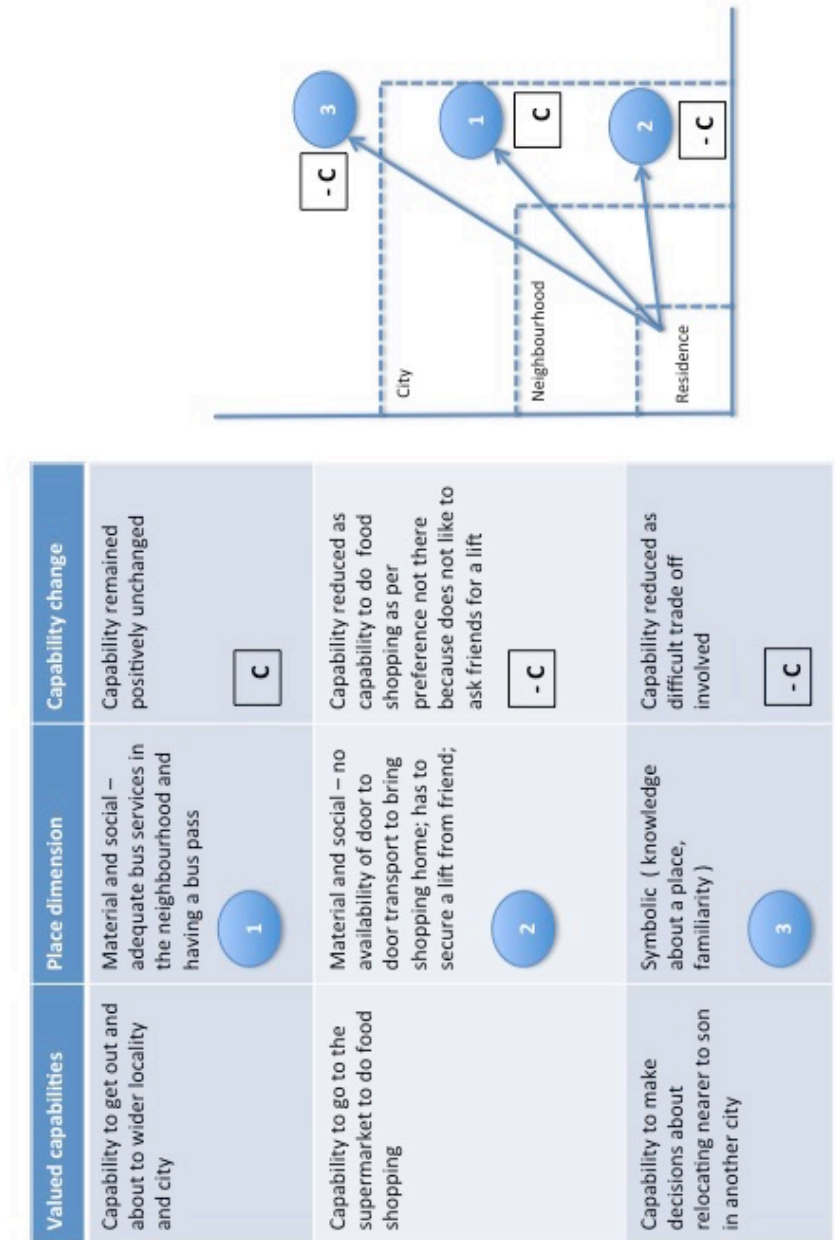 Valued capabilities
Place dimension
Capability change
Capability to get out and
about to wider locality
and city
Material and social –
adequate bus services in
the neighbourhood and
having a bus pass
1
Capability remained
positively unchanged
C
Capability to go to the
supermarket to do food
shopping
Material and social – no
availability of door to
door transport to bring
shopping home; has to
secure a lift from friend;
2
Capability reduced as
capability to do food
shopping as per
preference not there
because does not like to
ask friends for a lift
- C
Capability to make
decisions about
relocating nearer to son
in another city
Symbolic ( knowledge
about a place,
familiarity )
3
Capability reduced as
difficult trade off
involved
- C
City
Neighbourhood
Residence
- C
3
1
C
2
- C